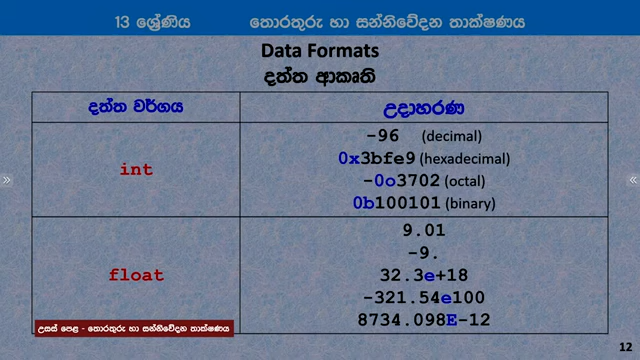 13 ශ්‍රේණිය තොරතුරු හා සන්නිවේදන තාක්ෂණය
Data Formats
දත්ත ආකෘති
දත්ත වර්ගය උදාහරණ
int
-96 (decimal)
0x3bfe9 (hexadecimal)
-0o3702 (octal)
0b100101 (binary)
float
9.01
-9.
32.3e+18
-321.54e100
8734.098E-12
උසස් පෙළ - තොරතුරු හා සන්නිවේදන තාක්ෂණය
12